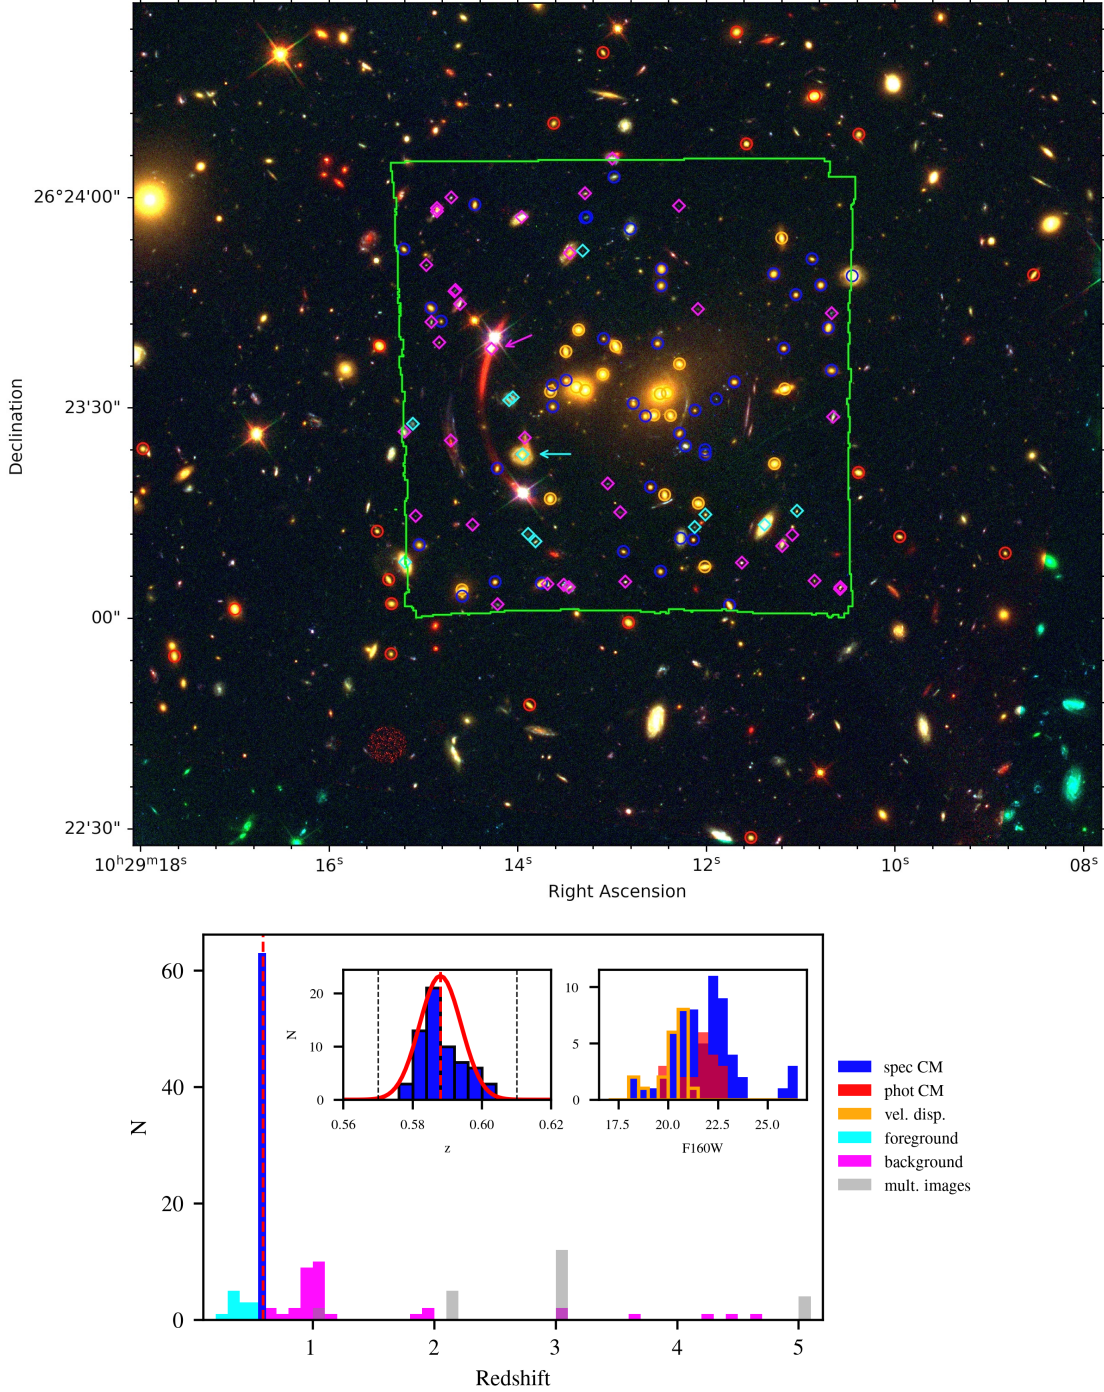 26°24'00"
23'30"
00"
22'30"
Declination
10ʰ29ᵐ18ˢ 16ˢ 14ˢ 12ˢ 10ˢ 08ˢ
Right Ascension
60
40
20
0
N
1 2 3 4 5
Redshift
20
10
0
N
0.56 0.58 0.60 0.62
z
10
5
0
17.5 20.0 22.5 25.0
F160W
spec CM
phot CM
vel. disp.
foreground
background
mult. images